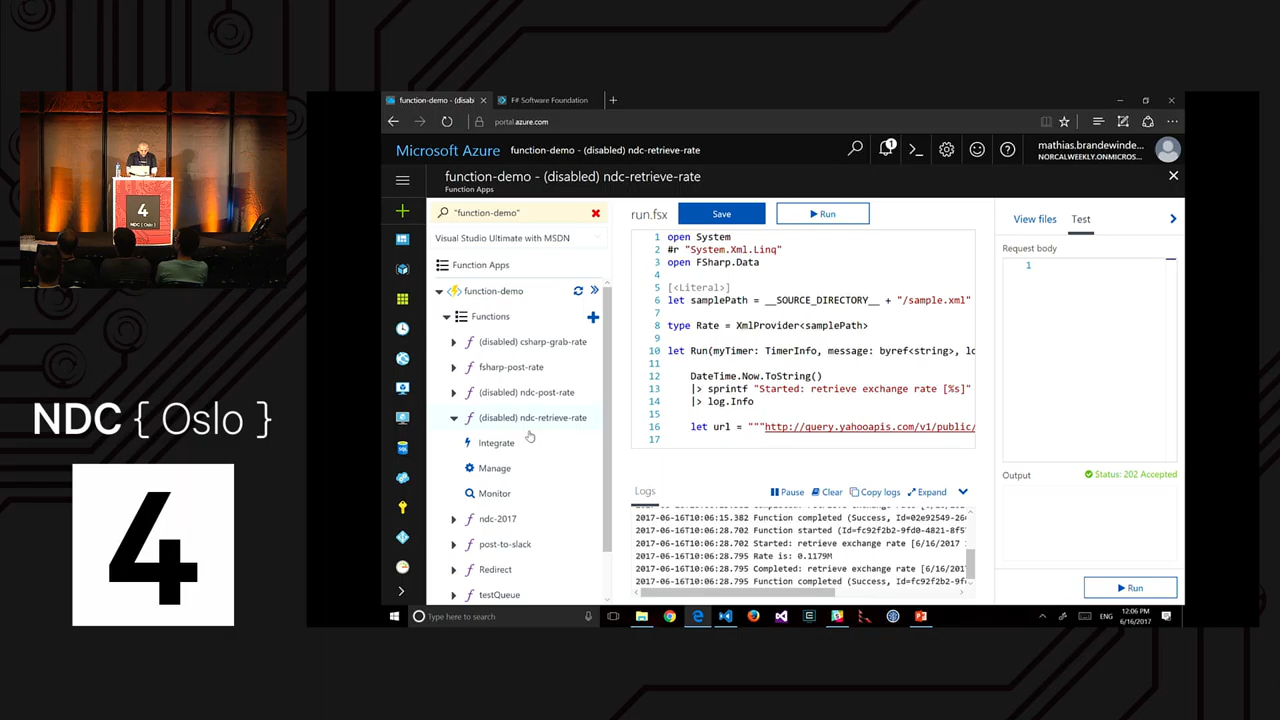 function-demo - (disabl
F# Software Foundation
portal.azure.com
Microsoft Azure
function-demo - (disabled) ndc-retrieve-rate
1
mathias.brandewinde...
NORCALWEEKLY.ONMICROS...
function-demo - (disabled) ndc-retrieve-rate
Function Apps
"function-demo"
Visual Studio Ultimate with MSDN
Function Apps
function-demo
Functions
(disabled) csharp-grab-rate
fsharp-post-rate
(disabled) ndc-post-rate
(disabled) ndc-retrieve-rate
Integrate
Manage
Monitor
ndc-2017
post-to-slack
Redirect
testQueue
run.fsx
Save
Run
1 open System
2 #r "System.Xml.Linq"
3 open FSharp.Data
4
5 [<Literal>]
6 let samplePath = __SOURCE_DIRECTORY__ + "/sample.xml"
7
8 type Rate = XmlProvider<samplePath>
9
10 let Run(myTimer: TimerInfo, message: byref<string>, lo
11
12 DateTime.Now.ToString()
13 |> sprintf "Started: retrieve exchange rate [%s]"
14 |> log.Info
15
16 let url = """http://query.yahooapis.com/v1/public/
17
Logs
Pause
Clear
Copy logs
Expand
2017-06-16T10:06:15.382 Function completed (Success, Id=02e92549-26
2017-06-16T10:06:28.702 Function started (Id=fc92f2b2-9fd0-4821-8f5
2017-06-16T10:06:28.702 Started: retrieve exchange rate [6/16/2017
2017-06-16T10:06:28.795 Rate is: 0.1179M
2017-06-16T10:06:28.795 Completed: retrieve exchange rate [6/16/201
2017-06-16T10:06:28.795 Function completed (Success, Id=fc92f2b2-9f
View files
Test
Request body
1
Output
Status: 202 Accepted
Run
Type here to search
ENG
12:06 PM
6/16/2017
4
NDC { Oslo }
NDC { Oslo }
4